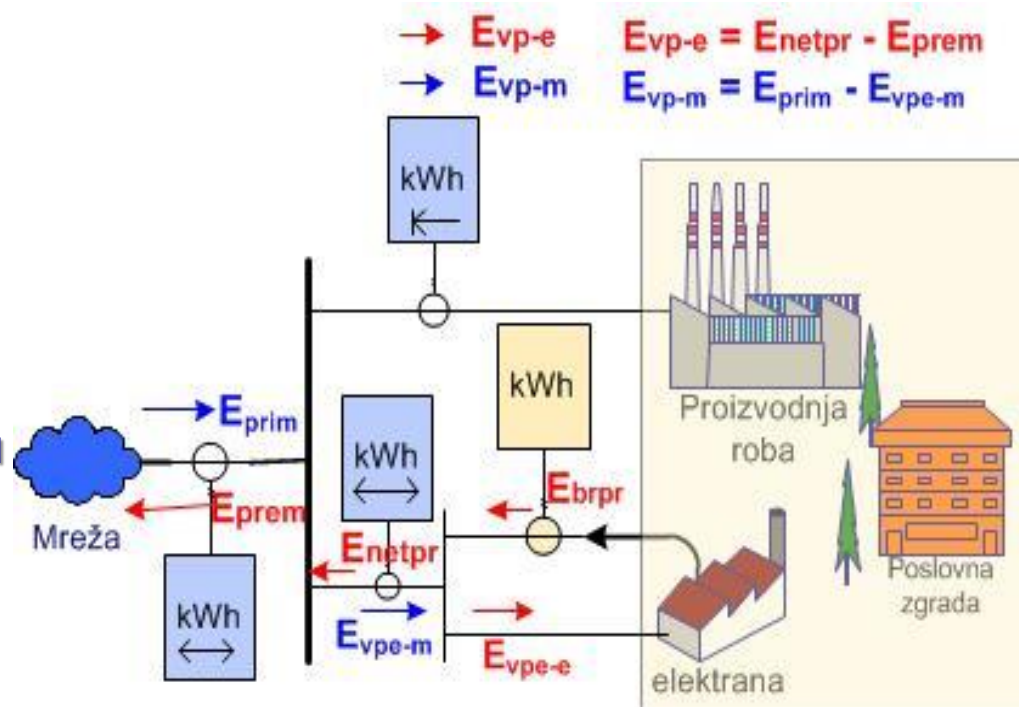 Evp-e Evp-e = Enetpr - Eprem
Evp-m Evp-m = Eprim - Evpe-m
kWh
kWh
Proizvodnja
roba
Eprim
kWh
Ebrpr
Eprem
Mreža
Enetpr
kWh
Evpe-m
Evpe-e
Poslovna
zgrada
elektrana